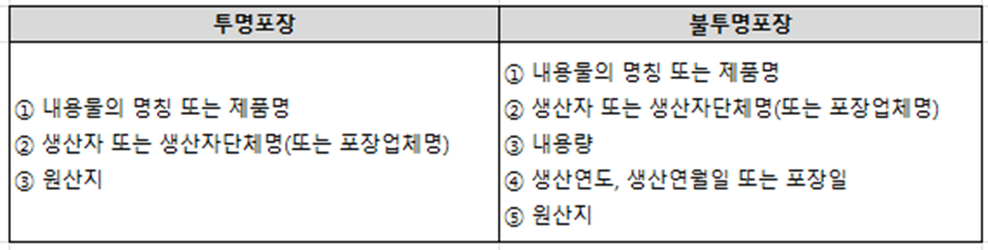 투명포장
불투명포장
① 내용물의 명칭 또는 제품명
② 생산자 또는 생산자단체명(또는 포장업체명)
③ 원산지
① 내용물의 명칭 또는 제품명
② 생산자 또는 생산자단체명(또는 포장업체명)
③ 내용량
④ 생산연도, 생산연월일 또는 포장일
⑤ 원산지